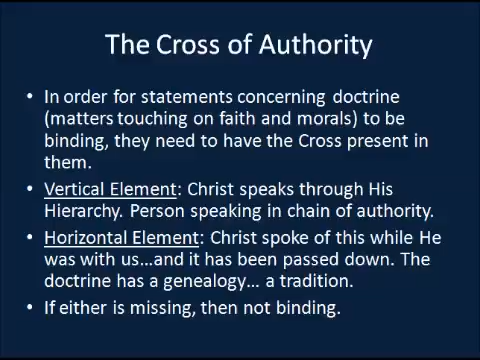 The Cross of Authority
• In order for statements concerning doctrine
(matters touching on faith and morals) to be
binding, they need to have the Cross present in
them.
• Vertical Element: Christ speaks through His
Hierarchy. Person speaking in chain of authority.
• Horizontal Element: Christ spoke of this while He
was with us…and it has been passed down. The
doctrine has a genealogy… a tradition.
• If either is missing, then not binding.